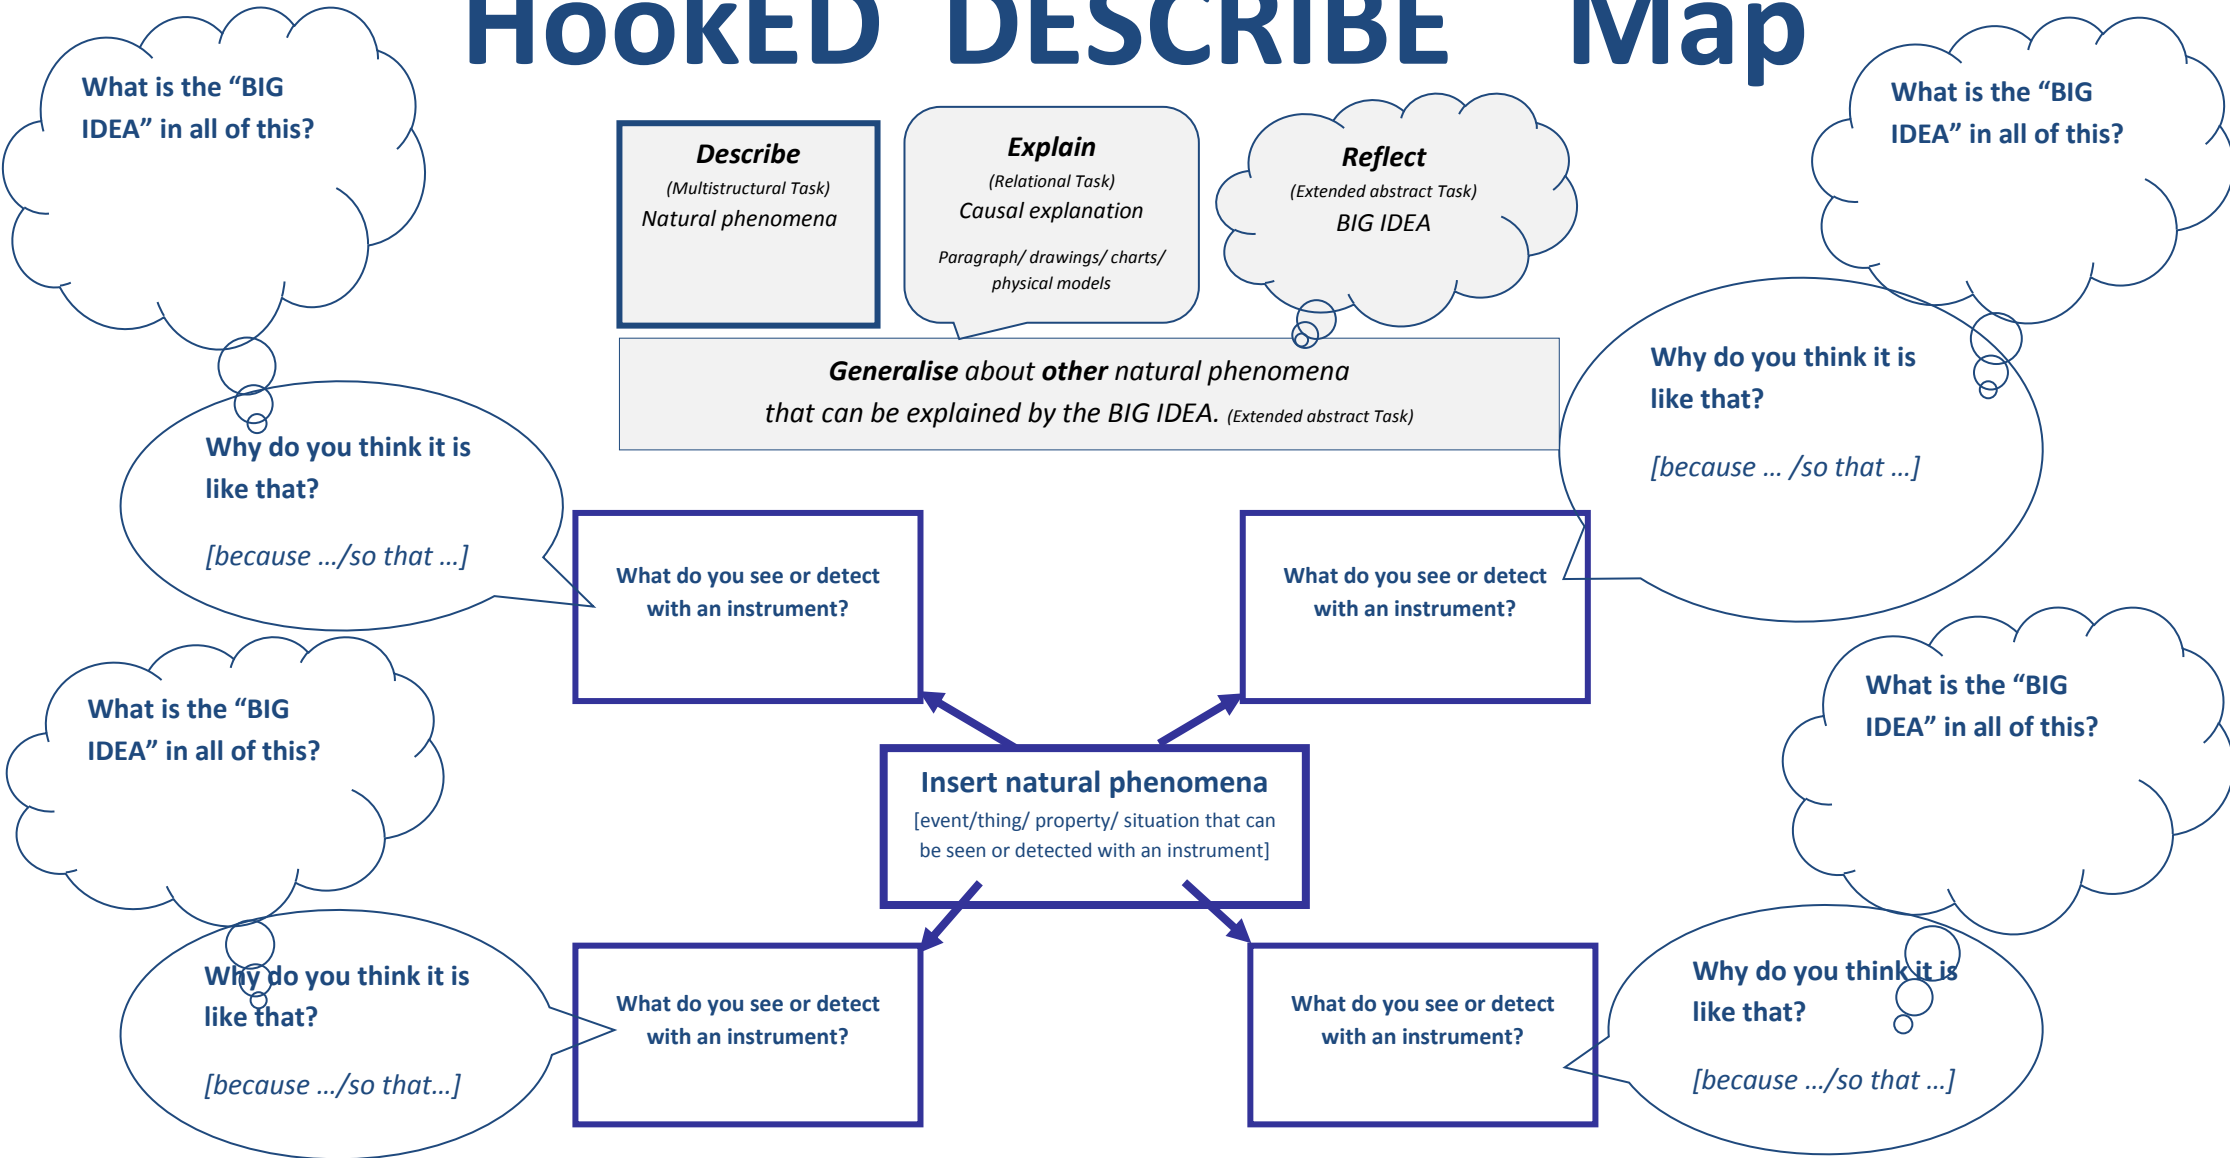 HookED DESCRIBE Map
What is the “BIG
IDEA” in all of this?
Describe
(Multistructural Task)
Natural phenomena
Explain
(Relational Task)
Causal explanation
Paragraph/ drawings/ charts/
physical models
Reflect
(Extended abstract Task)
BIG IDEA
What is the “BIG
IDEA” in all of this?
Generalise about other natural phenomena
that can be explained by the BIG IDEA. (Extended abstract Task)
Why do you think it is
like that?
[because …/so that …]
Why do you think it is
like that?
[because … /so that …]
What do you see or detect
with an instrument?
What do you see or detect
with an instrument?
What is the “BIG
IDEA” in all of this?
What is the “BIG
IDEA” in all of this?
Insert natural phenomena
[event/thing/ property/ situation that can
be seen or detected with an instrument]
Why do you think it is
like that?
[because …/so that…]
What do you see or detect
with an instrument?
What do you see or detect
with an instrument?
Why do you think it is
like that?
[because …/so that …]